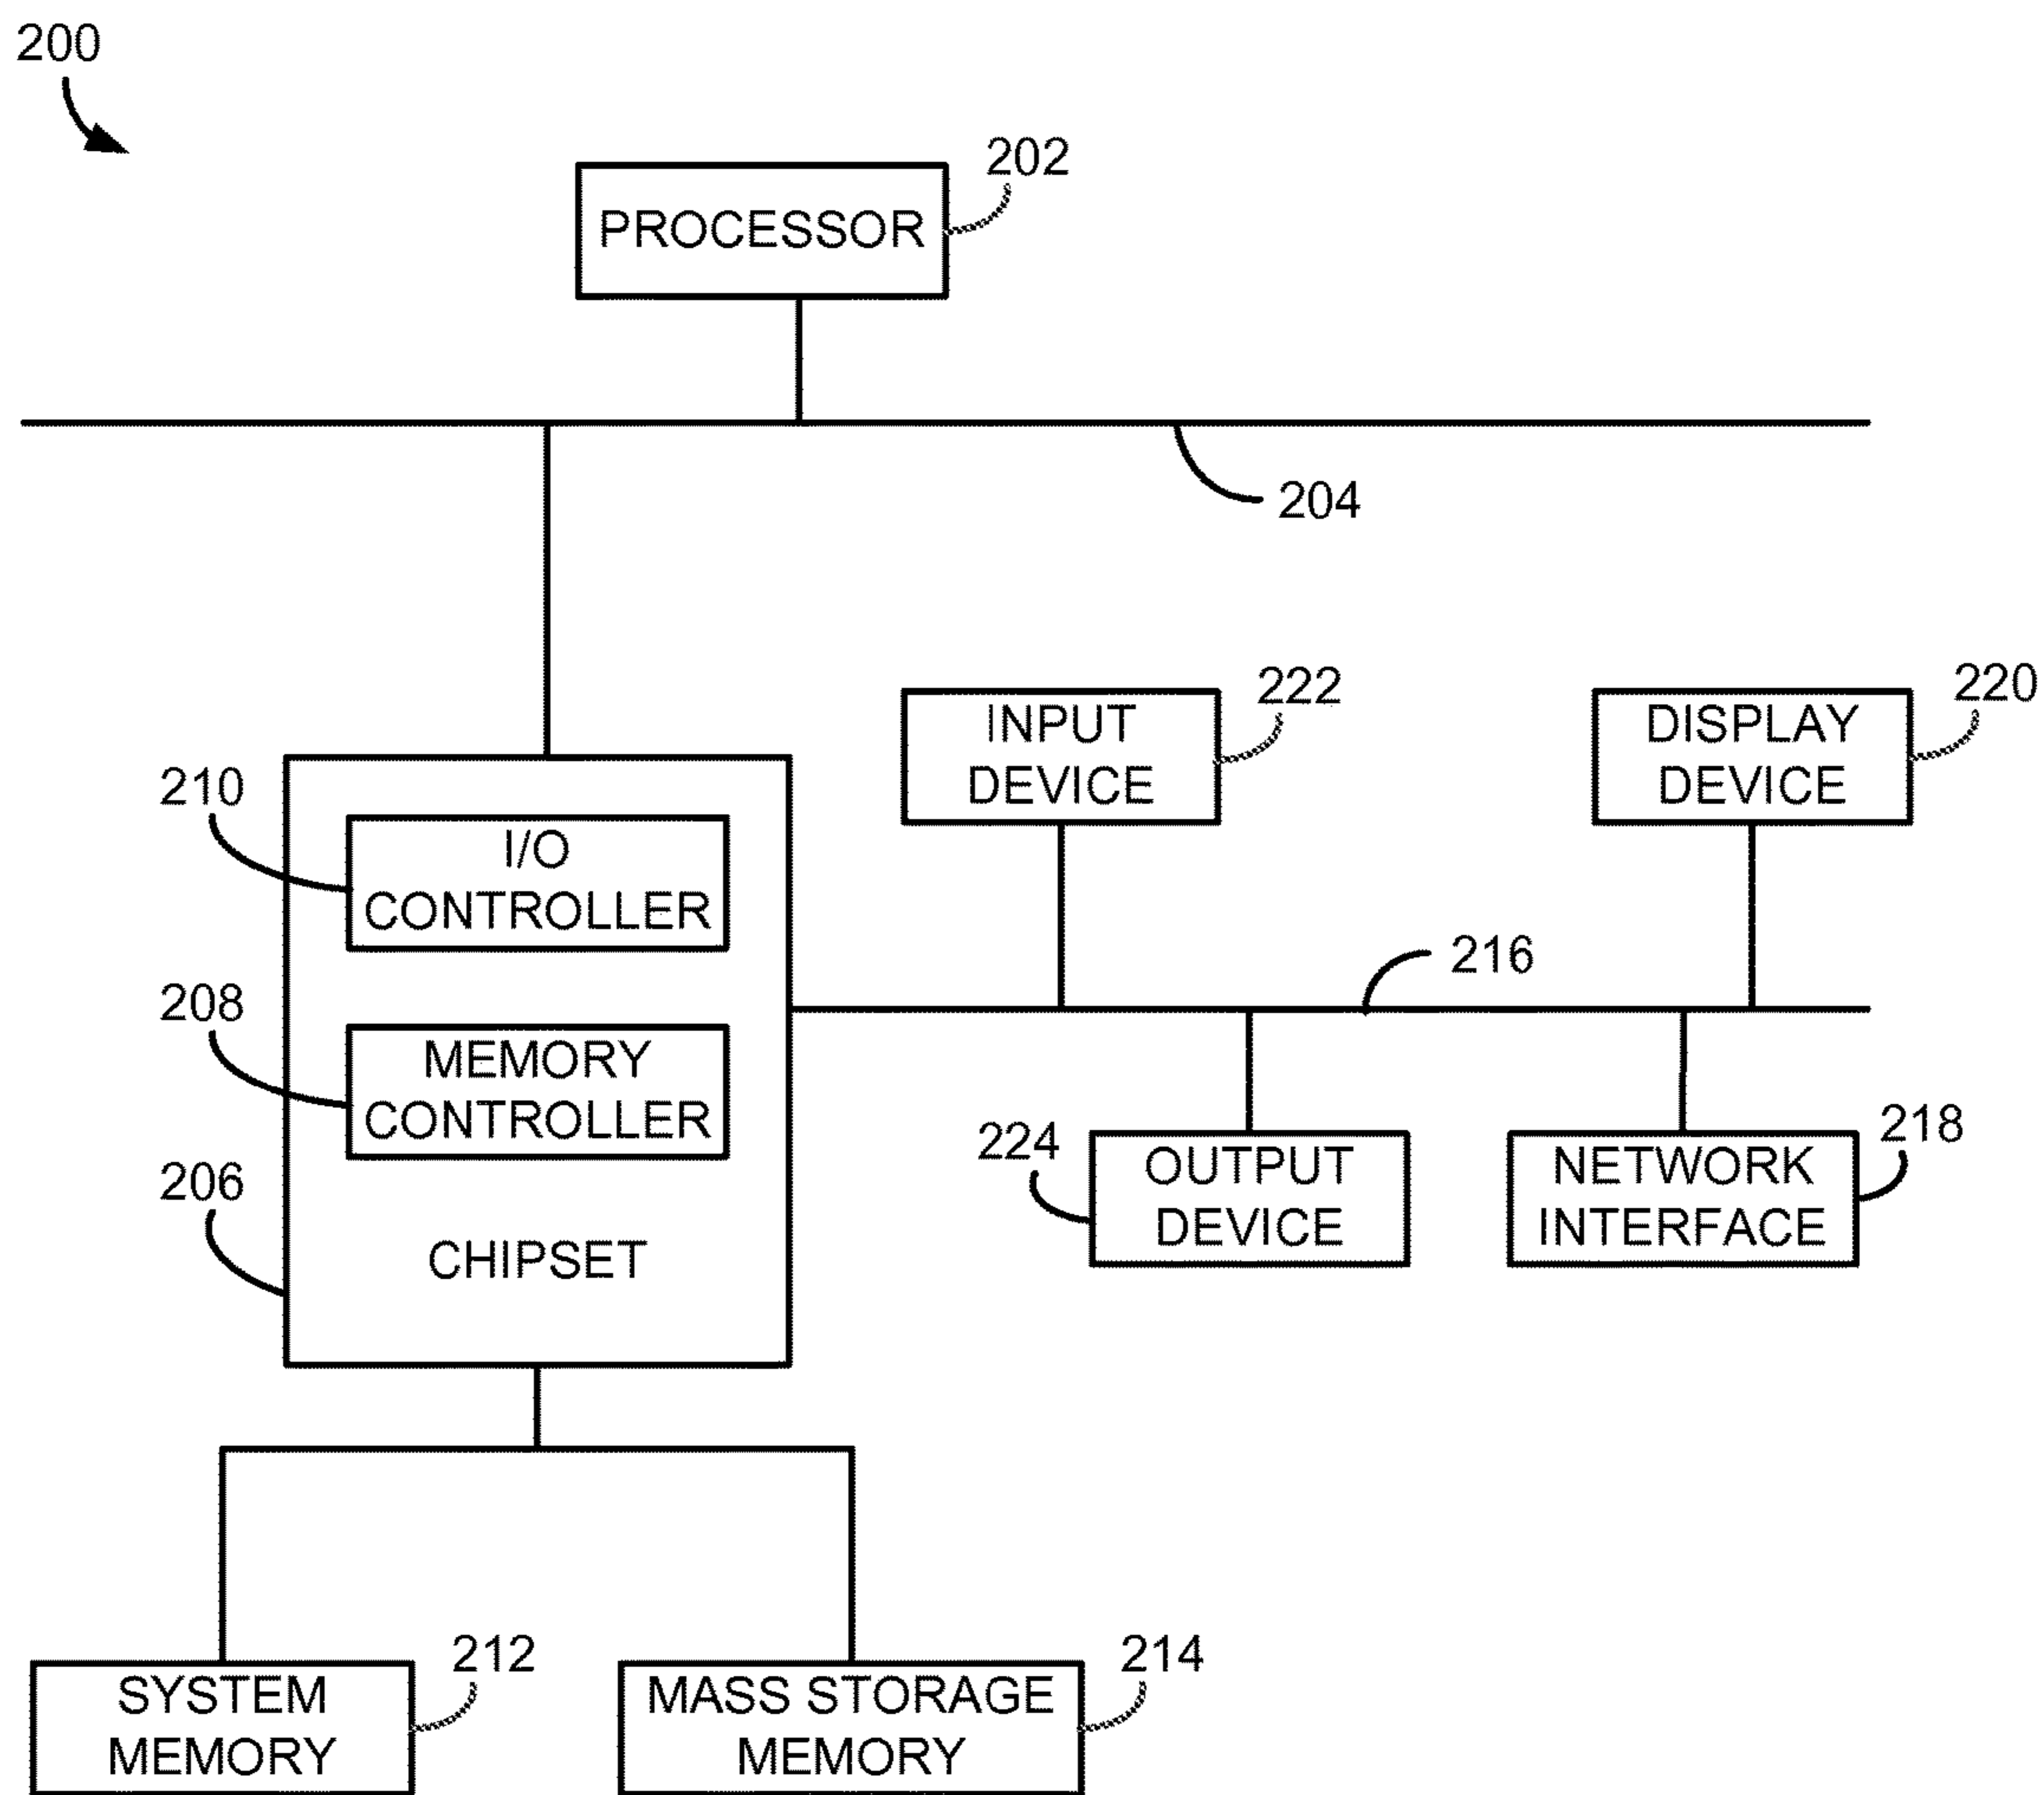 200
202
PROCESSOR
204
222
INPUT
DEVICE
220
DISPLAY
DEVICE
210
I/O
CONTROLLER
216
208
MEMORY
CONTROLLER
206
CHIPSET
224
OUTPUT
DEVICE
218
NETWORK
INTERFACE
212
SYSTEM
MEMORY
214
MASS STORAGE
MEMORY